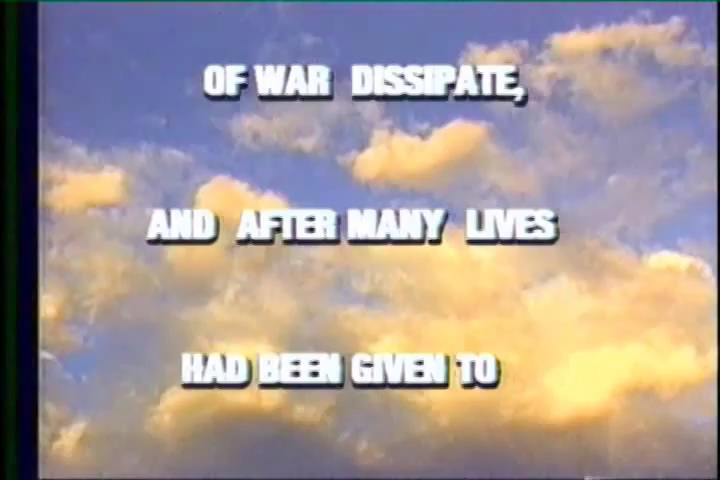 OF WAR DISSIPATE,
AND AFTER MANY LIVES
HAD BEEN GIVEN TO